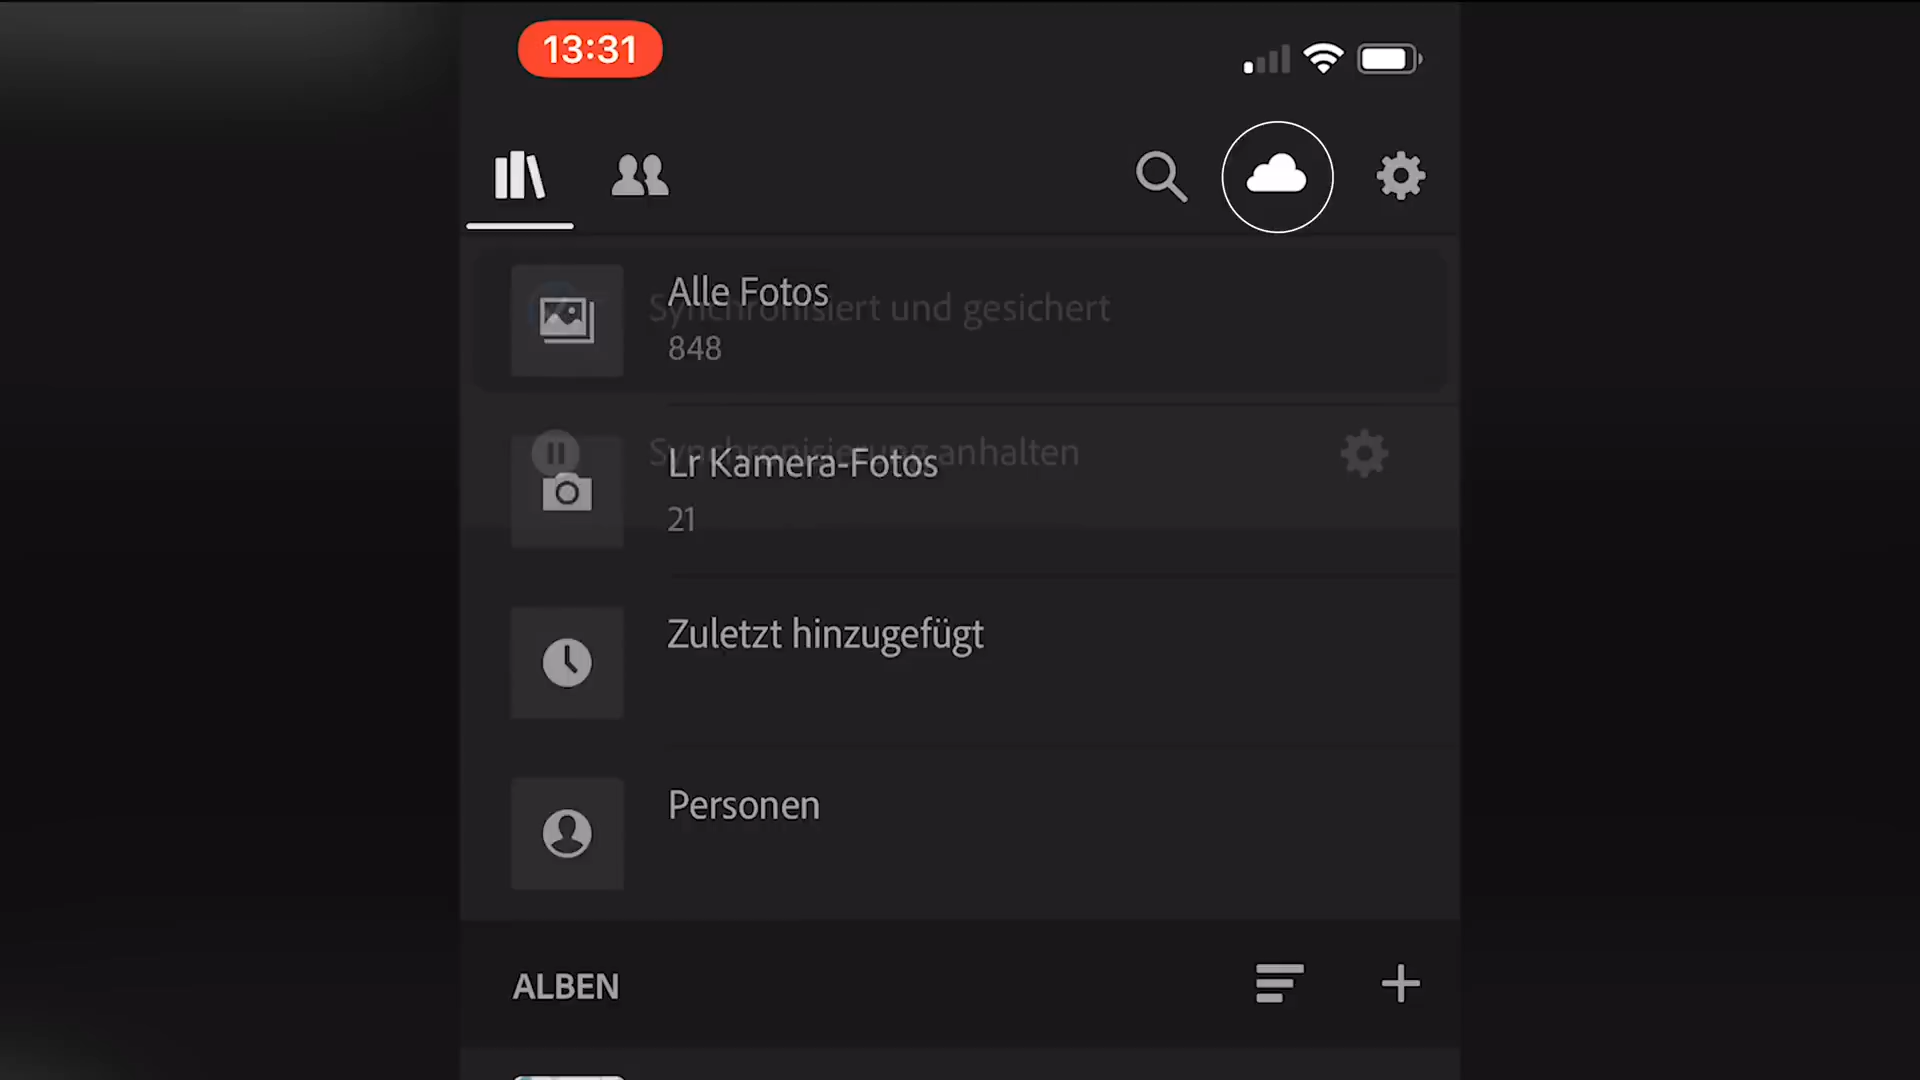 13:31
Alle Fotos
Synchronisiert und gesichert
848
Synchronisierung anhalten
Lr Kamera-Fotos
21
Zuletzt hinzugefügt
Personen
ALBEN